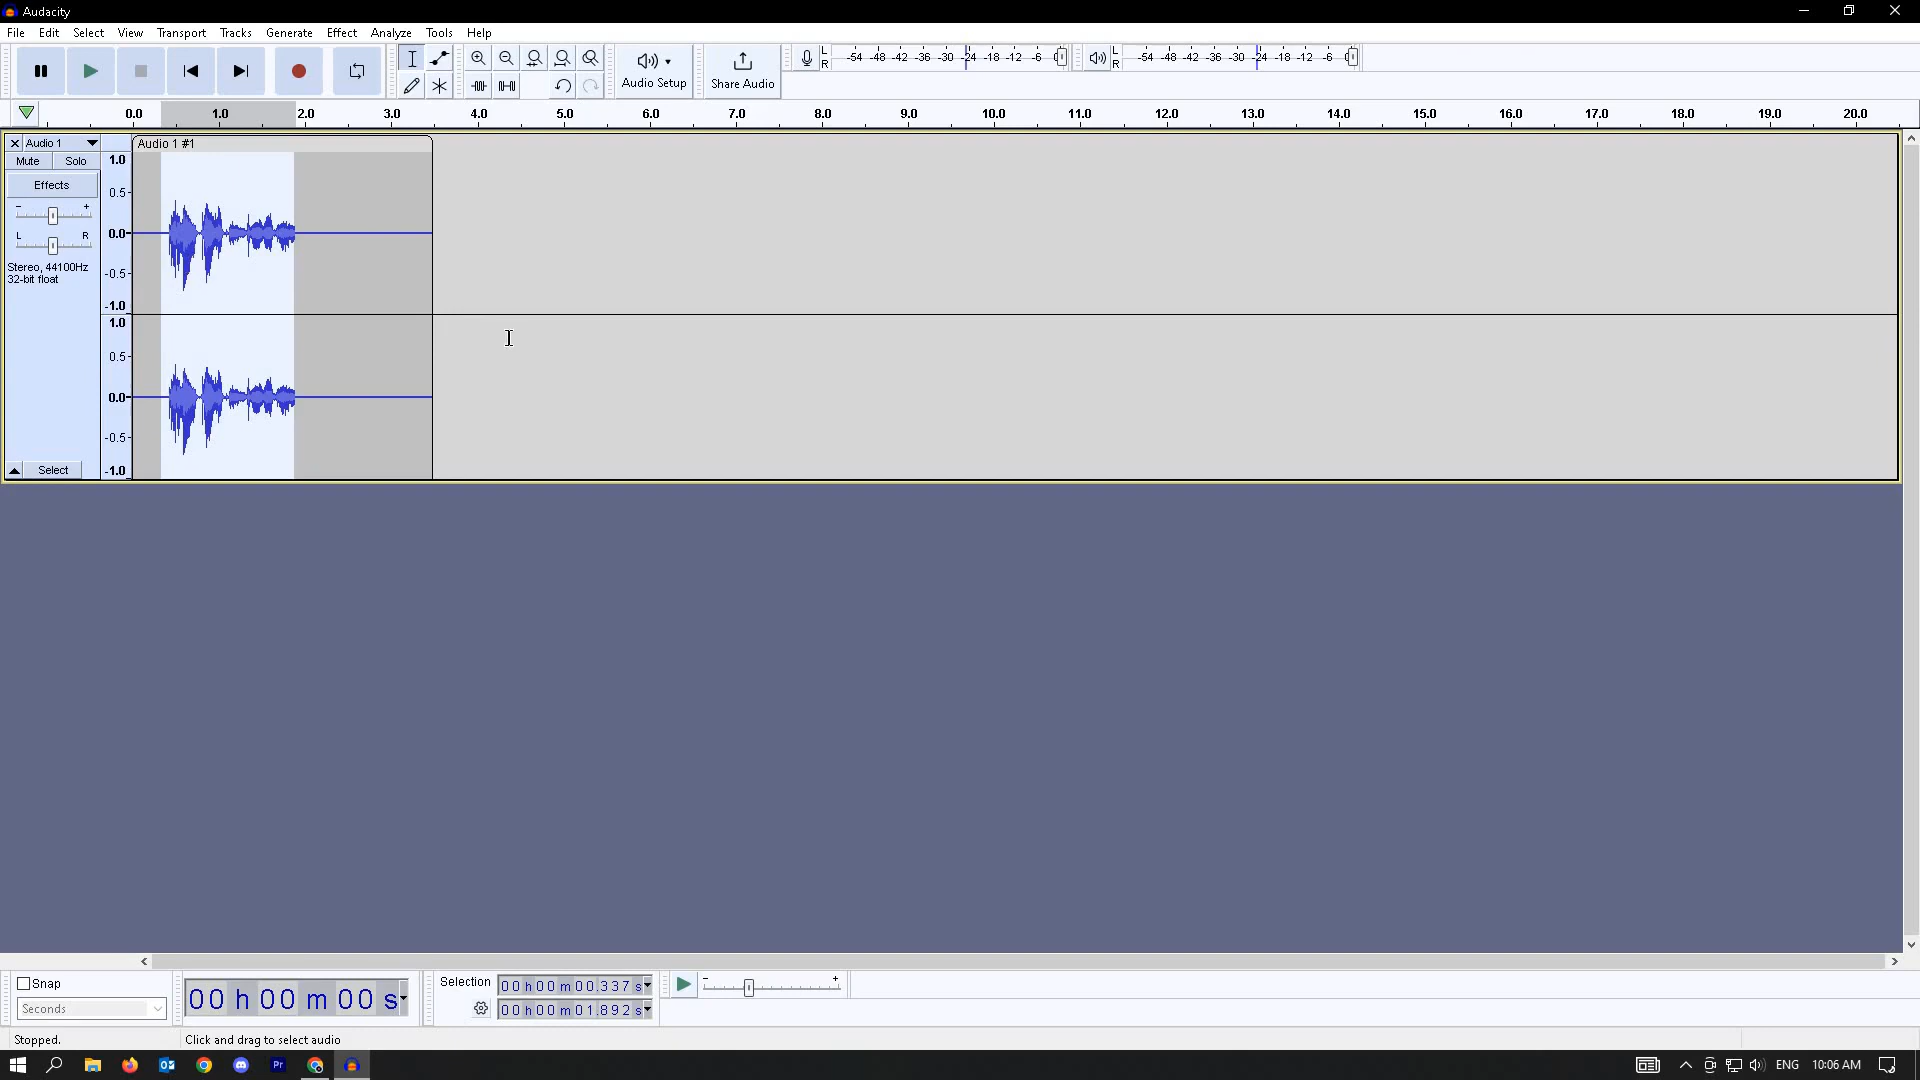 Audacity
File Edit Select View Transport Tracks Generate Effect Analyze Tools Help
Audio Setup
Share Audio
L
R
-54 -48 -42 -36 -30 -24 -18 -12 -6
L
R
-54 -48 -42 -36 -30 -24 -18 -12 -6
0.0 1.0 2.0 3.0 4.0 5.0 6.0 7.0 8.0 9.0 10.0 11.0 12.0 13.0 14.0 15.0 16.0 17.0 18.0 19.0 20.0
Audio 1
Mute Solo
Effects
- +
L R
Stereo, 44100Hz
32-bit float
Select
Audio 1 #1
1.0
0.5
0.0
-0.5
-1.0
1.0
0.5
0.0
-0.5
-1.0
Snap
Seconds
00 h 00 m 00 s
Selection
00 h 00 m 00.337 s
00 h 00 m 01.892 s
- +
Stopped.
Click and drag to select audio
Pr
ENG
10:06 AM